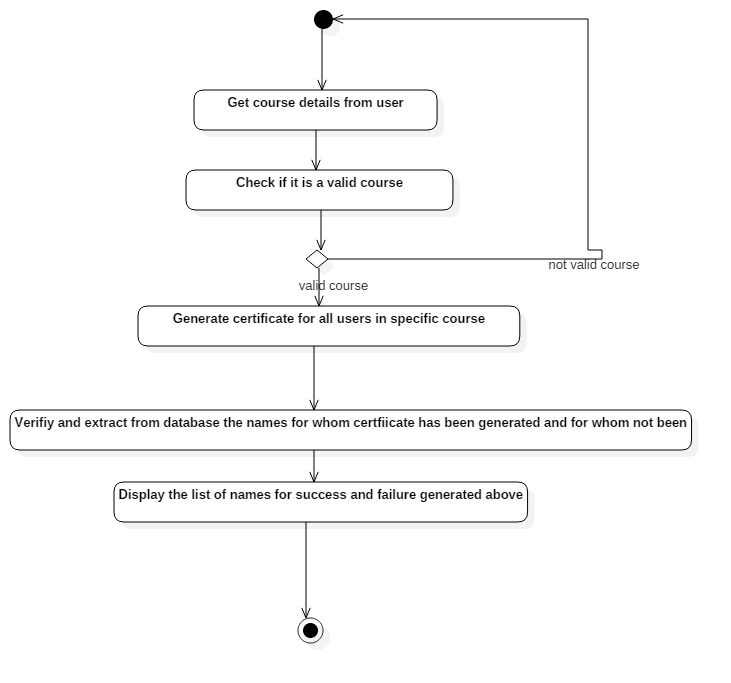 Get course details from user
Check if it is a valid course
not valid course
valid course
Generate certificate for all users in specific course
Verifiy and extract from database the names for whom certfiicate has been generated and for whom not been
Display the list of names for success and failure generated above